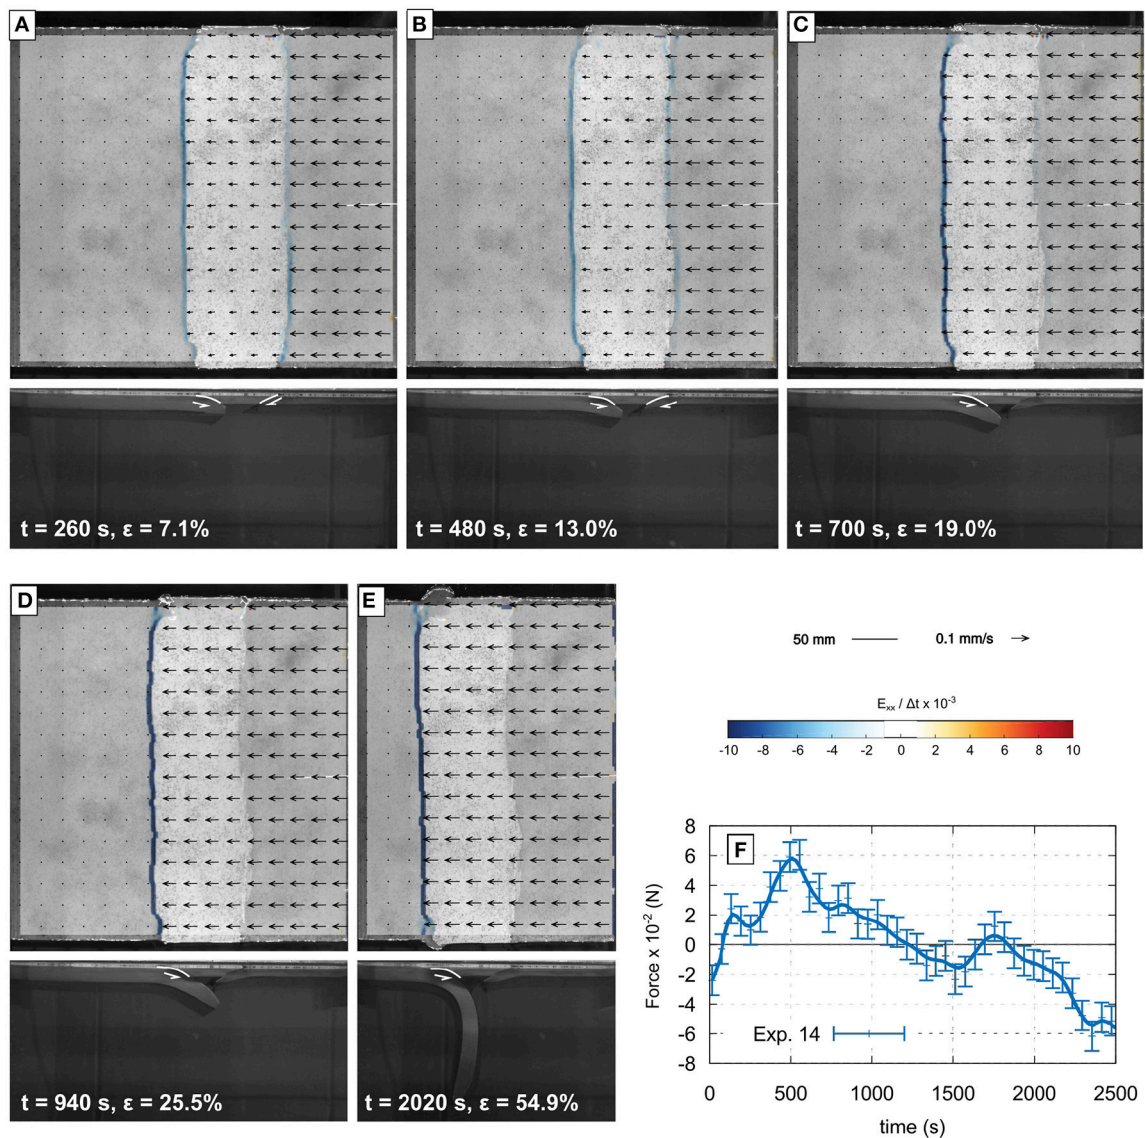 A
B
C
t = 260 s, ε = 7.1%
t = 480 s, ε = 13.0%
t = 700 s, ε = 19.0%
D
E
50 mm
0.1 mm/s
Exx / Δt x 10-3
-10 -8 -6 -4 -2 0 2 4 6 8 10
t = 940 s, ε = 25.5%
t = 2020 s, ε = 54.9%
F
8
6
4
2
0
-2
-4
-6
-8
Force x 10-2 (N)
Exp. 14
0 500 1000 1500 2000 2500
time (s)